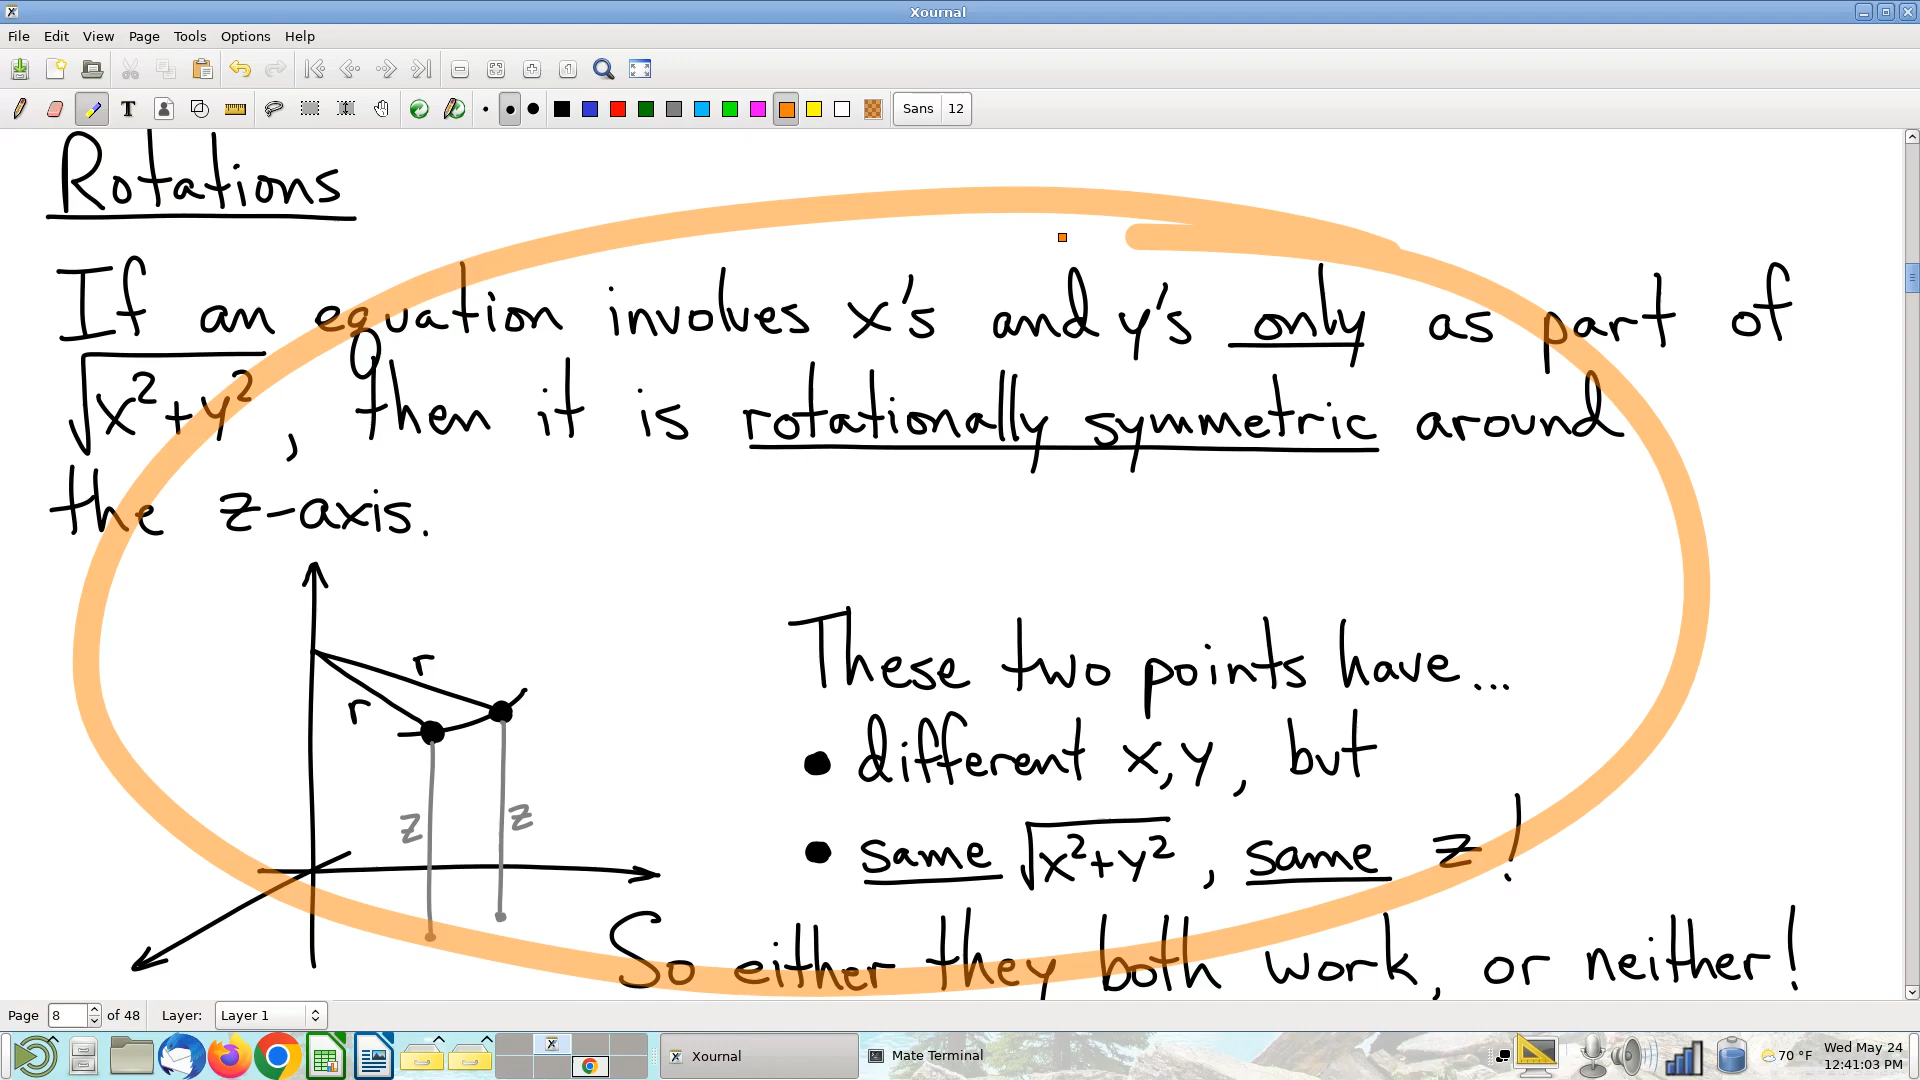 Xournal
File Edit View Page Tools Options Help
Sans 12
Rotations
If an equation involves x's and y's only as part of
√x²+y² , then it is rotationally symmetric around
the z-axis.
r
r
z
z
These two points have...
• different x,y, but
• same √x²+y² , same z!
So either they both work, or neither!
Page 8 of 48 Layer: Layer 1
Xournal
Mate Terminal
70 °F
Wed May 24
12:41:03 PM